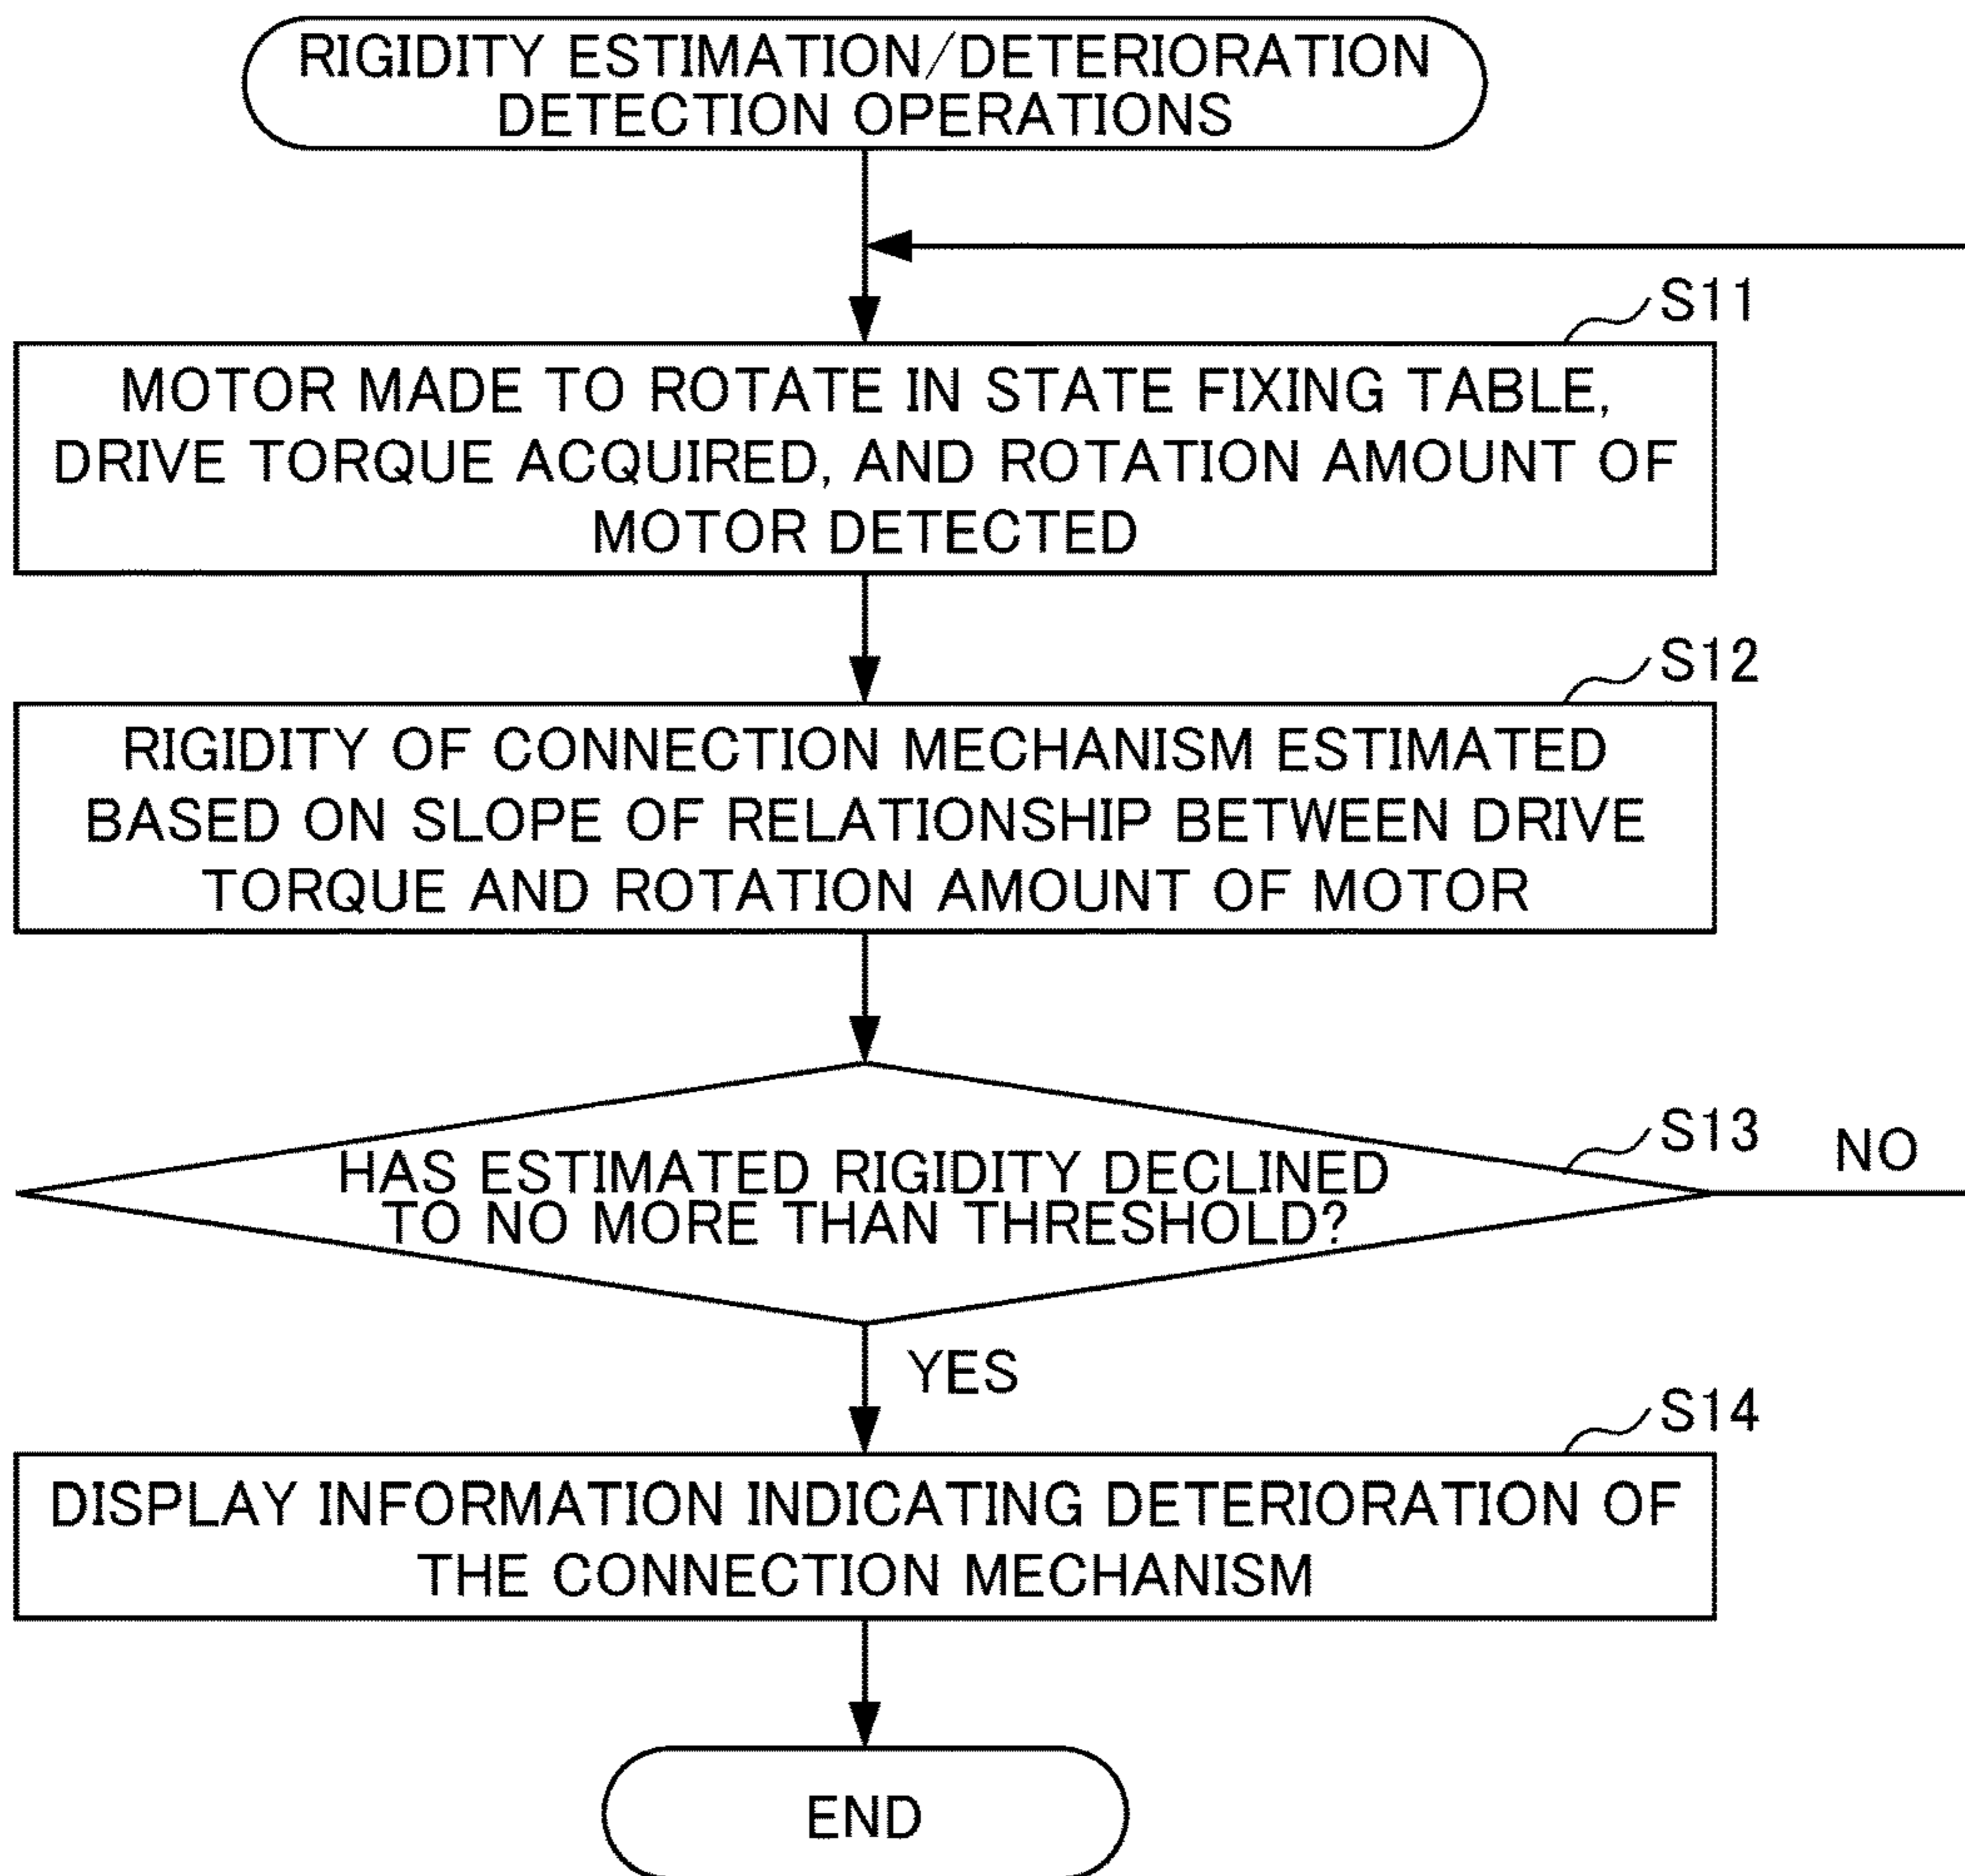 RIGIDITY ESTIMATION/DETERIORATION
DETECTION OPERATIONS
S11
MOTOR MADE TO ROTATE IN STATE FIXING TABLE,
DRIVE TORQUE ACQUIRED, AND ROTATION AMOUNT OF
MOTOR DETECTED
S12
RIGIDITY OF CONNECTION MECHANISM ESTIMATED
BASED ON SLOPE OF RELATIONSHIP BETWEEN DRIVE
TORQUE AND ROTATION AMOUNT OF MOTOR
S13
NO
HAS ESTIMATED RIGIDITY DECLINED
TO NO MORE THAN THRESHOLD?
YES
S14
DISPLAY INFORMATION INDICATING DETERIORATION OF
THE CONNECTION MECHANISM
END